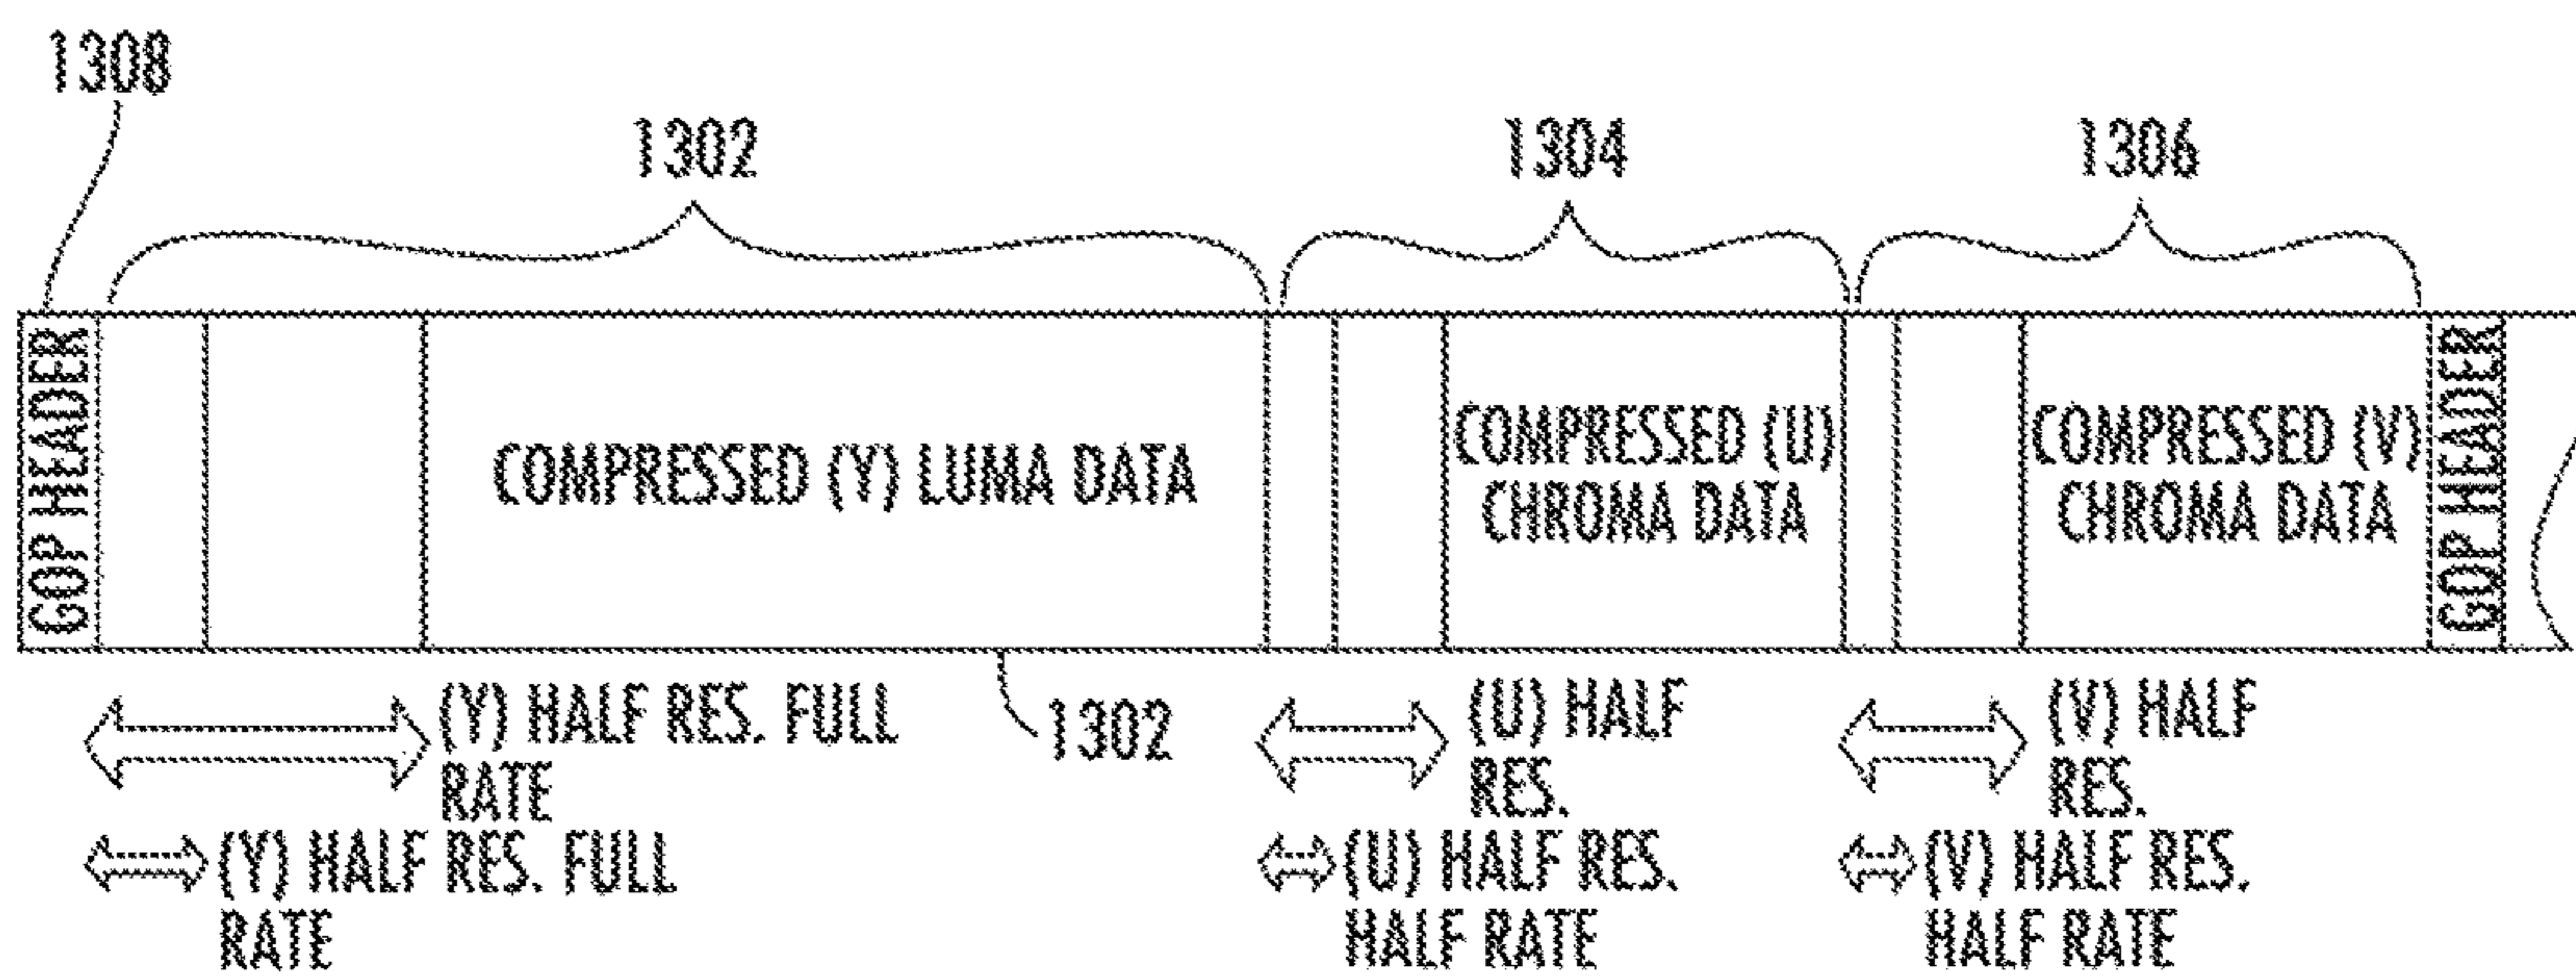 1308
1302
1304
1306
GOP HEADER
COMPRESSED (Y) LUMA DATA
COMPRESSED (U)
CHROMA DATA
COMPRESSED (V)
CHROMA DATA
GOP HEADER
(Y) HALF RES. FULL
RATE
1302
(U) HALF
RES.
(V) HALF
RES.
(Y) HALF RES. FULL
RATE
(U) HALF RES.
HALF RATE
(V) HALF RES.
HALF RATE